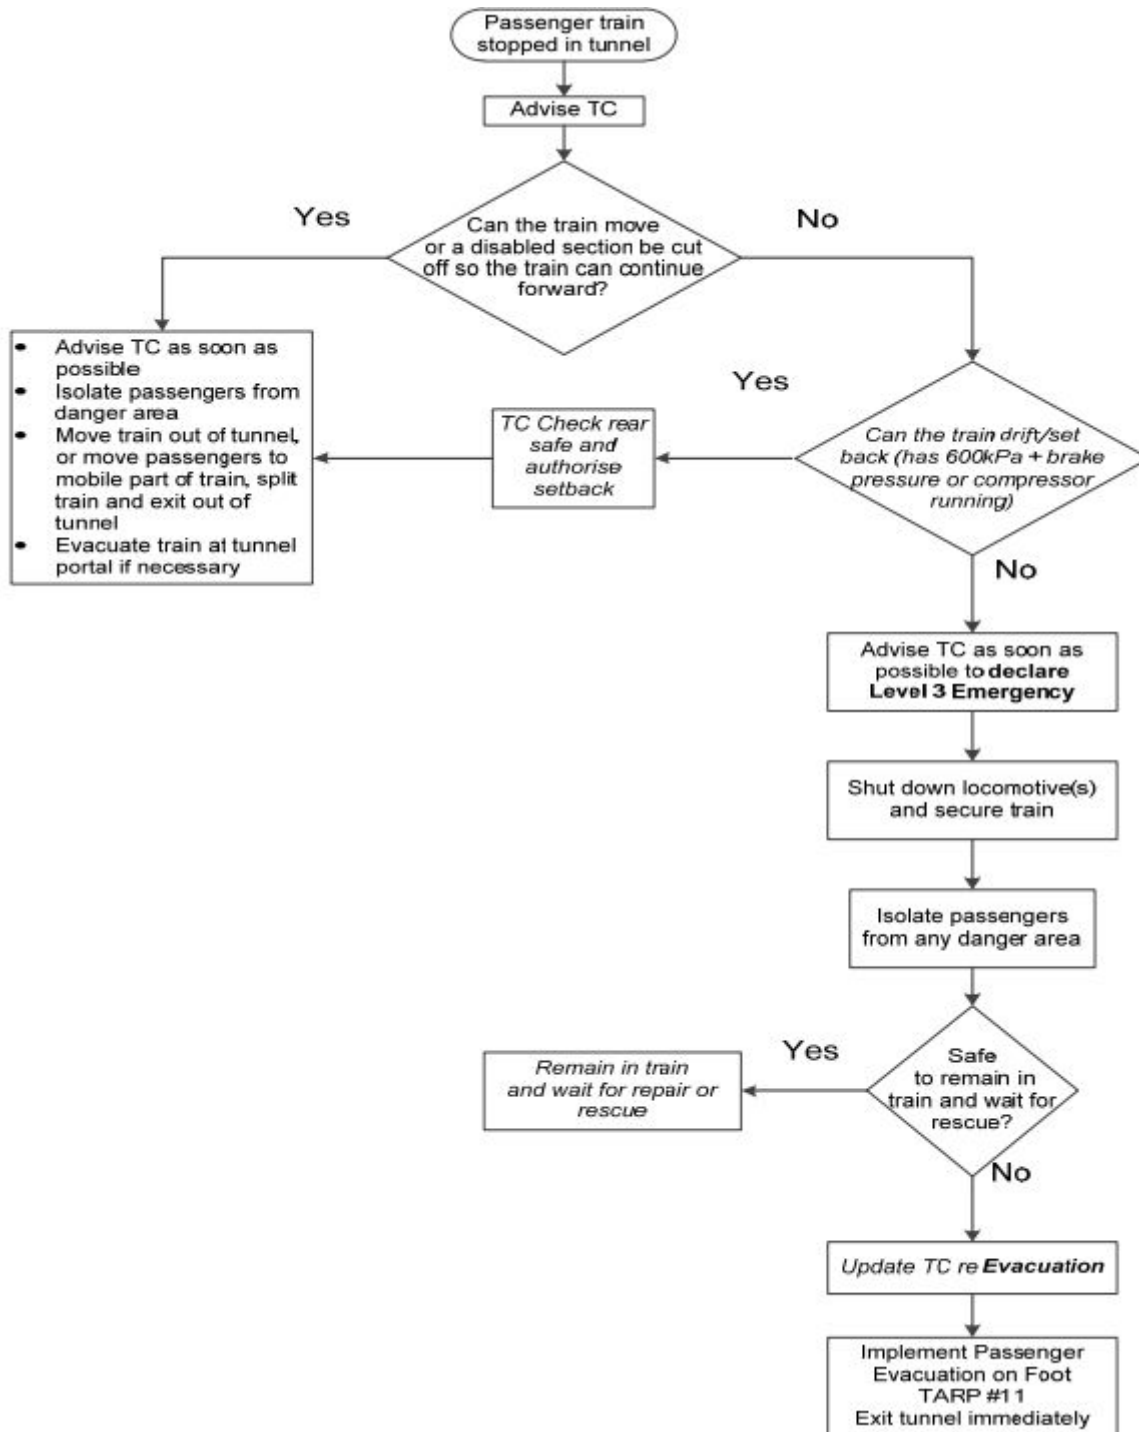 Passenger train
stopped in tunnel
Advise TC
Yes
Can the train move
or a disabled section be cut
off so the train can continue
forward?
No
• Advise TC as soon as
possible
• Isolate passengers from
danger area
• Move train out of tunnel,
or move passengers to
mobile part of train, split
train and exit out of
tunnel
• Evacuate train at tunnel
portal if necessary
TC Check rear
safe and
authorise
setback
Yes
Can the train drift/set
back (has 600kPa + brake
pressure or compressor
running)
No
Advise TC as soon as
possible to declare
Level 3 Emergency
Shut down locomotive(s)
and secure train
Isolate passengers
from any danger area
Safe
to remain in
train and wait for
rescue?
Yes
Remain in train
and wait for repair or
rescue
No
Update TC re Evacuation
Implement Passenger
Evacuation on Foot
TARP #11
Exit tunnel immediately